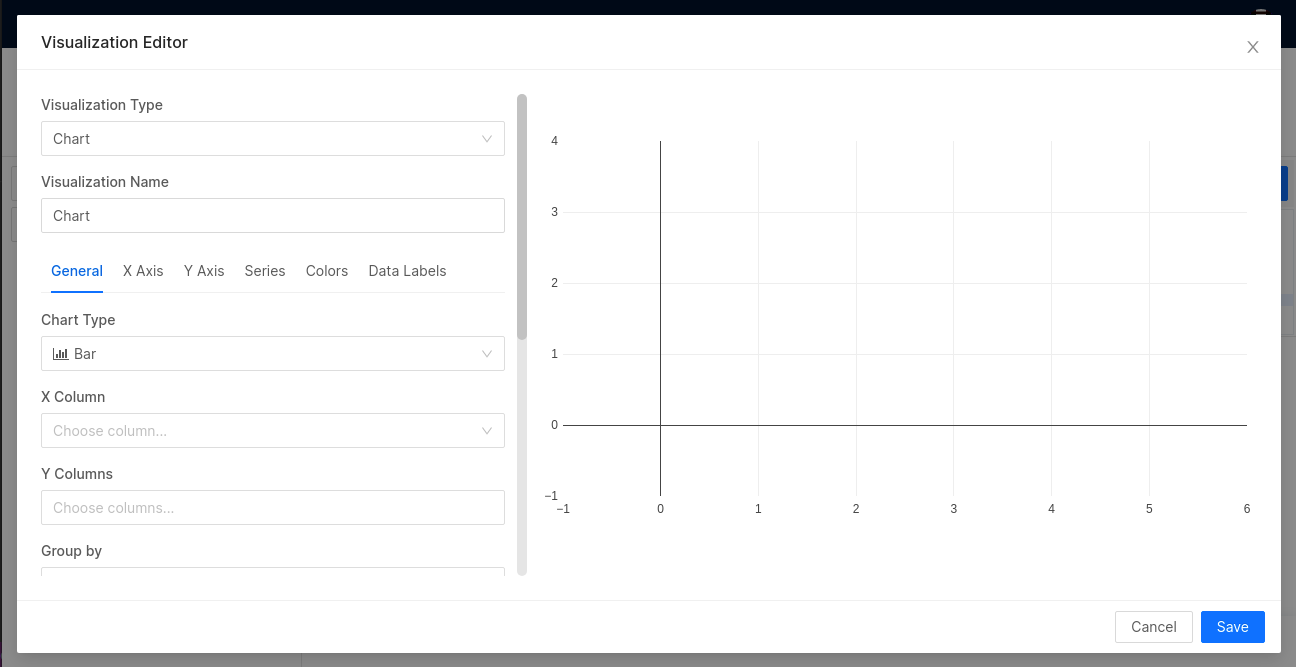 Visualization Editor
Visualization Type
Chart
Visualization Name
Chart
General X Axis Y Axis Series Colors Data Labels
Chart Type
Bar
X Column
Choose column...
Y Columns
Choose columns...
Group by
4
3
2
1
0
−1
−1 0 1 2 3 4 5 6
Cancel Save